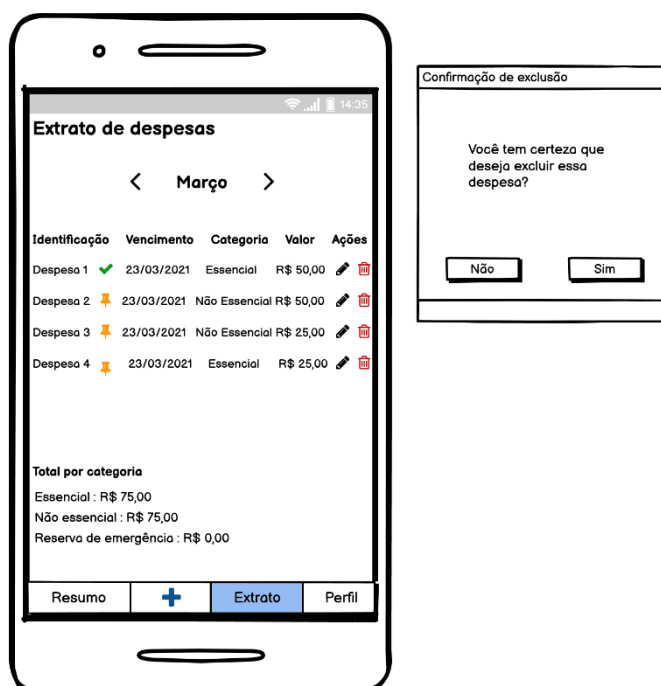 14:35
Extrato de despesas
Março
Identificação Vencimento Categoria Valor Ações
Despesa 1 23/03/2021 Essencial R$ 50,00
Despesa 2 23/03/2021 Não Essencial R$ 50,00
Despesa 3 23/03/2021 Não Essencial R$ 25,00
Despesa 4 23/03/2021 Essencial R$ 25,00
Total por categoria
Essencial : R$ 75,00
Não essencial : R$ 75,00
Reserva de emergência : R$ 0,00
Resumo Extrato Perfil
Confirmação de exclusão
Você tem certeza que
deseja excluir essa
despesa?
Não Sim